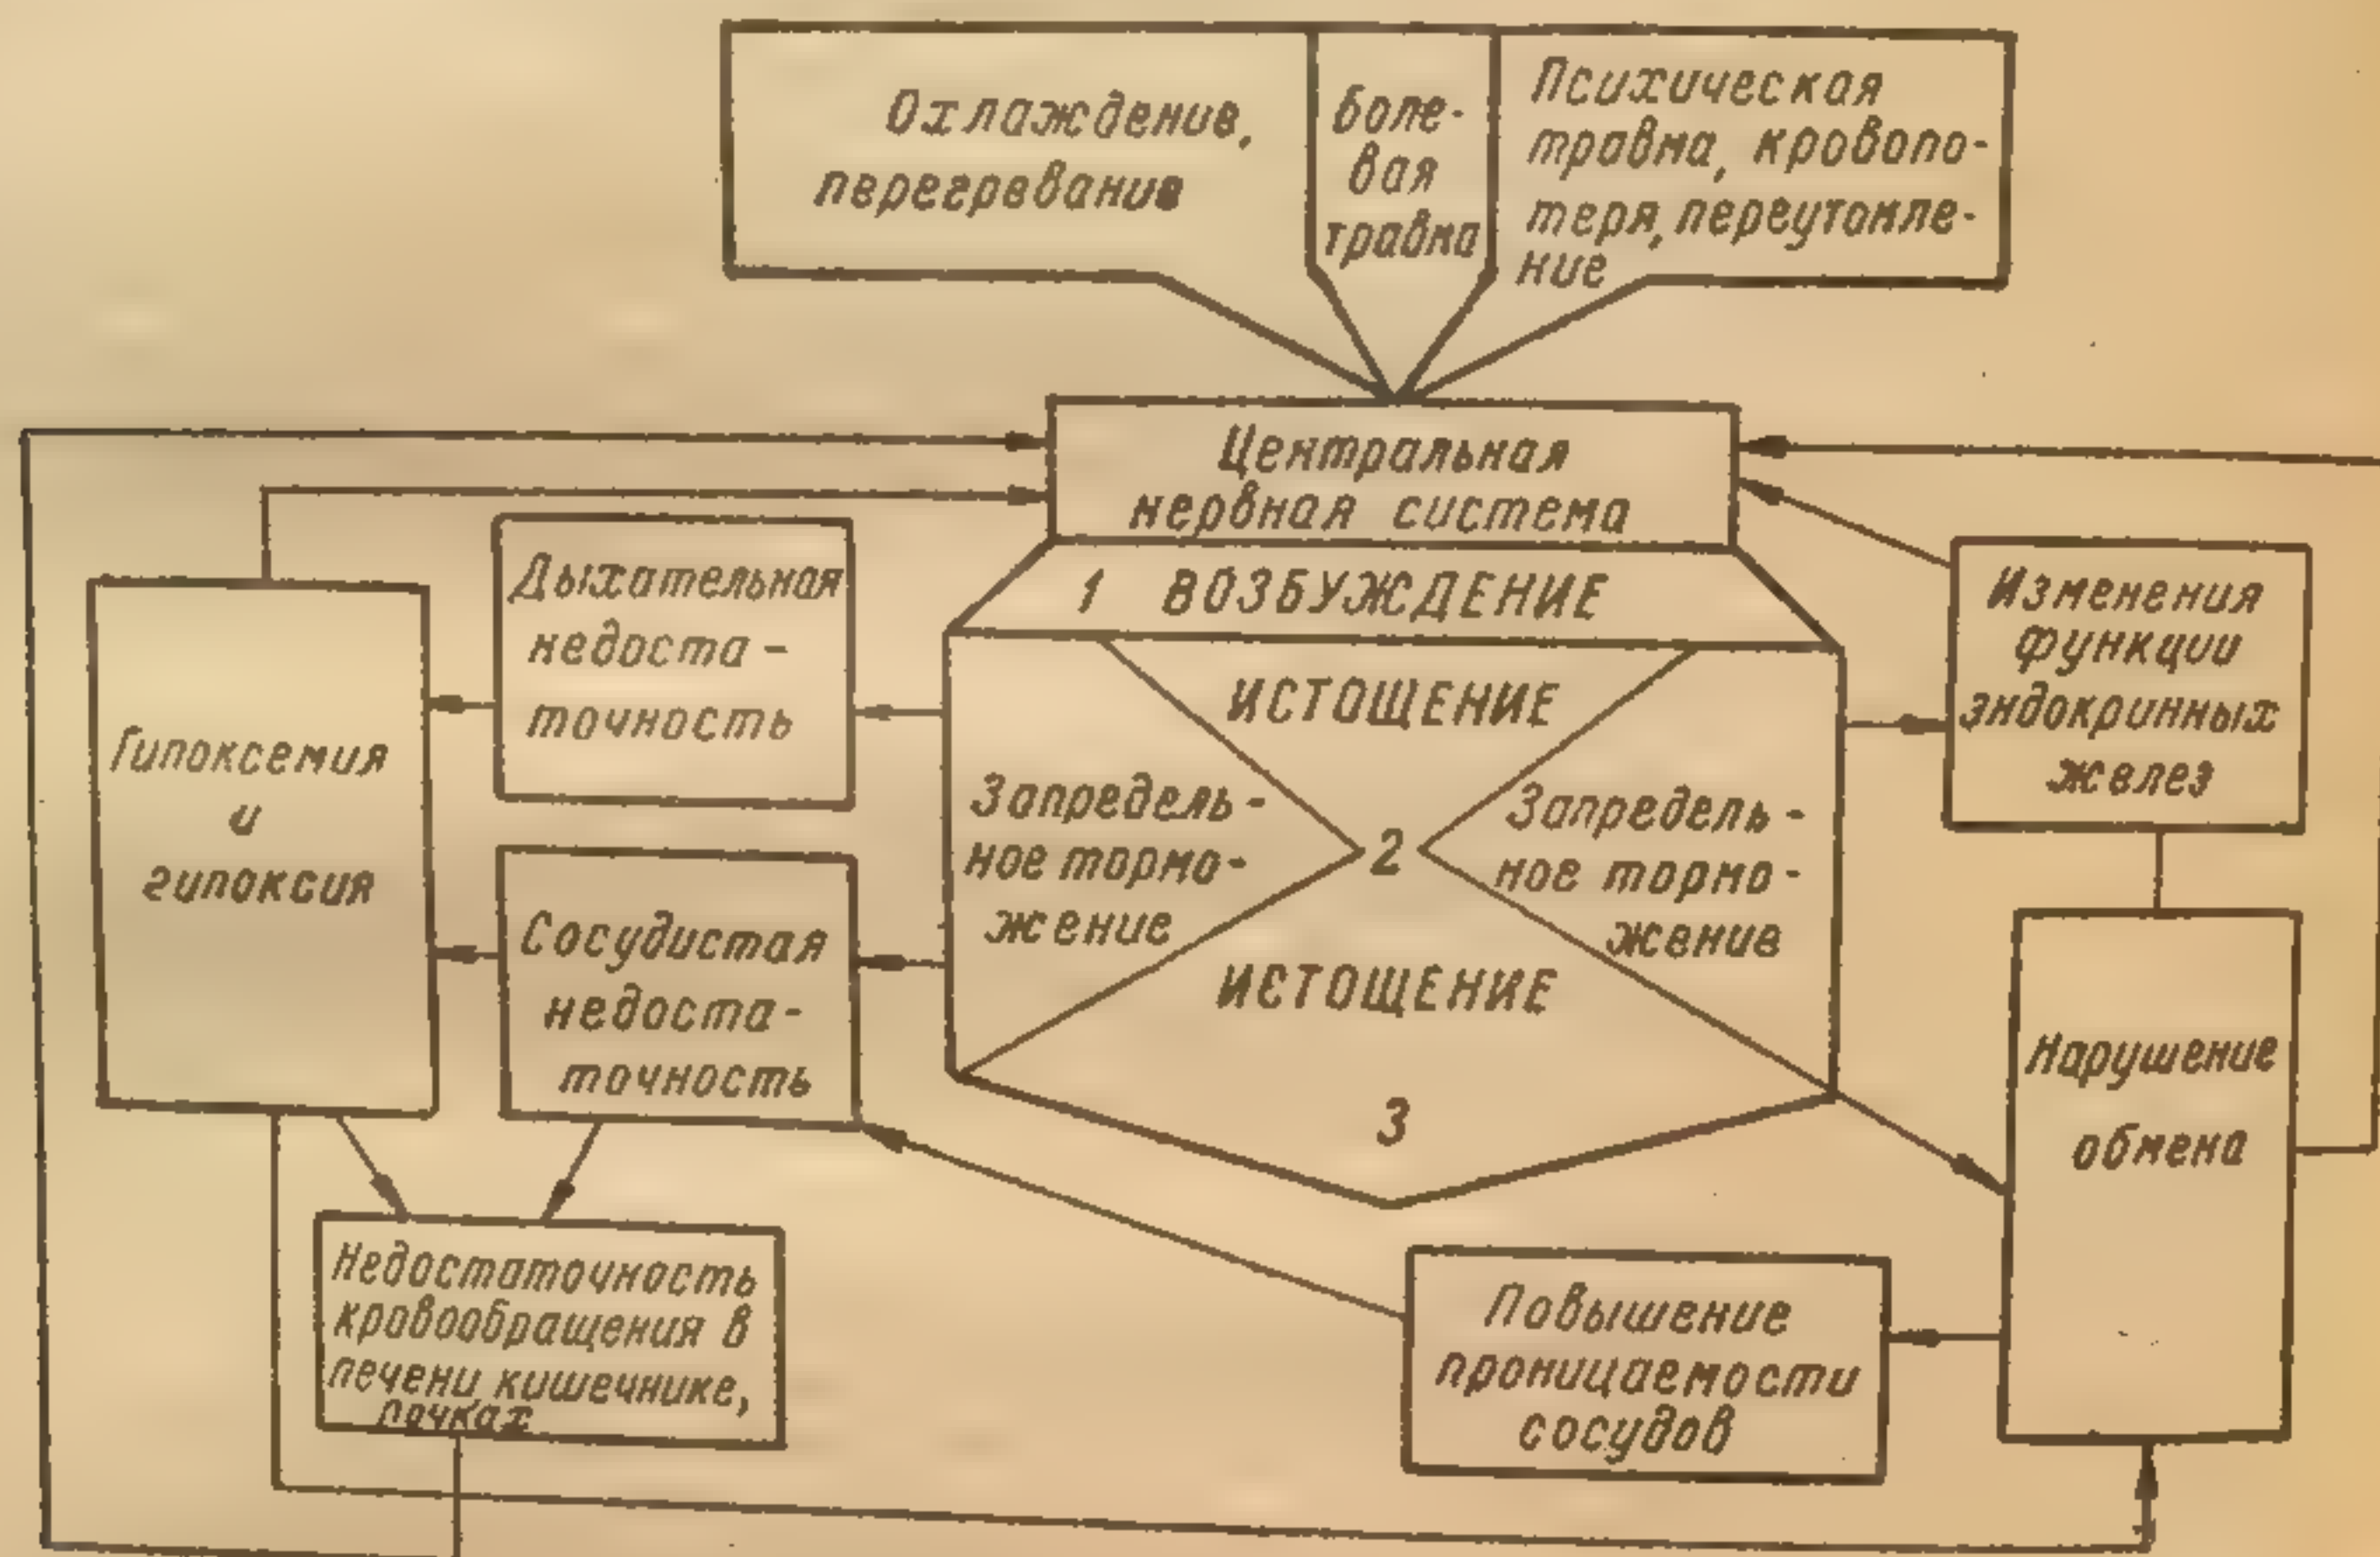 Охлаждение,
перегревание
Боле-
вая
травма
Психическая
травма, кровопо-
теря, переутомле-
ние
Центральная
нервная система
1 ВОЗБУЖДЕНИЕ
ИСТОЩЕНИЕ
Запредель-
ное тормо-
жение
2
Запредель-
ное тормо-
жение
ИСТОЩЕНИЕ
3
Дыхательная
недоста-
точность
Гипоксемия
и
гипоксия
Сосудистая
недоста-
точность
Изменения
функции
эндокринных
желез
Нарушение
обмена
Недостаточность
кровообращения в
печени, кишечнике,
почках
Повышение
проницаемости
сосудов